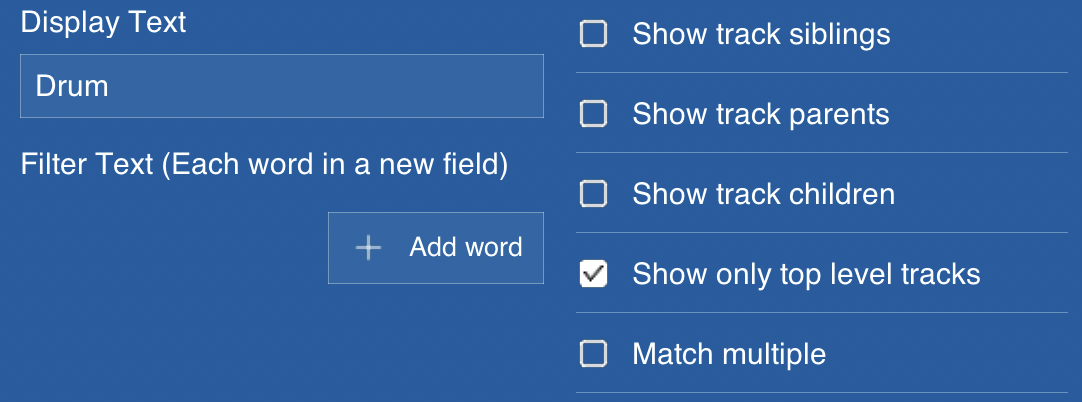 Display Text
Drum
Filter Text (Each word in a new field)
Add word
Show track siblings
Show track parents
Show track children
Show only top level tracks
Match multiple